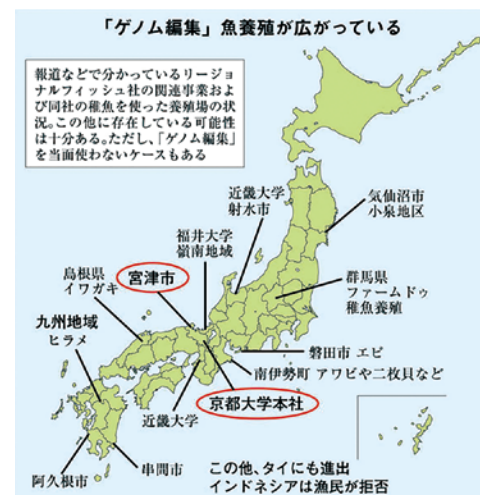 「ゲノム編集」魚養殖が広がっている
報道などで分かっているリージョ
ナルフィッシュ社の関連事業およ
び同社の稚魚を使った養殖場の状
況。この他に存在している可能性
は十分ある。ただし、「ゲノム編集」
を当面使わないケースもある
近畿大学
射水市
気仙沼市
小泉地区
福井大学
嶺南地域
宮津市
島根県
イワガキ
群馬県
ファームドゥ
稚魚養殖
九州地域
ヒラメ
磐田市 エビ
南伊勢町 アワビや二枚貝など
京都大学本社
近畿大学
串間市
阿久根市
この他、タイにも進出
インドネシアは漁民が拒否